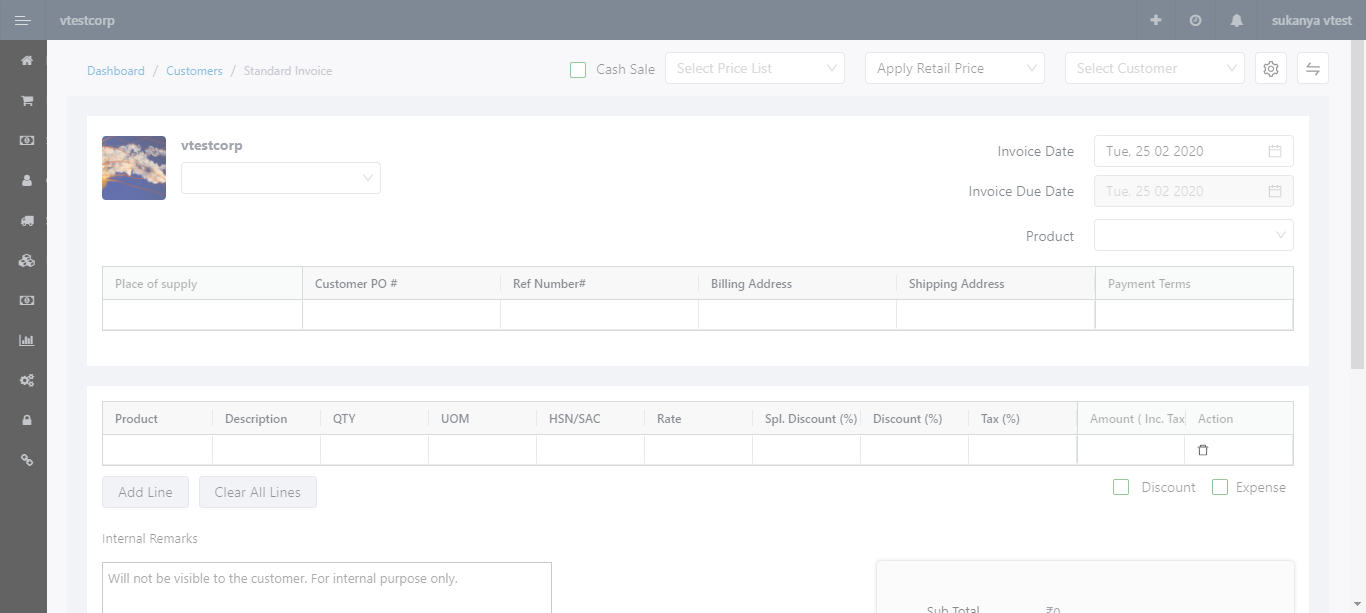 vtestcorp
sukanya vtest
Dashboard / Customers / Standard Invoice
Cash Sale
Select Price List
Apply Retail Price
Select Customer
vtestcorp
Invoice Date
Tue, 25 02 2020
Invoice Due Date
Tue, 25 02 2020
Product
Place of supply
Customer PO #
Ref Number#
Billing Address
Shipping Address
Payment Terms
Product
Description
QTY
UOM
HSN/SAC
Rate
Spl. Discount (%)
Discount (%)
Tax (%)
Amount ( Inc. Tax
Action
Add Line
Clear All Lines
Discount
Expense
Internal Remarks
Will not be visible to the customer. For internal purpose only.
Sub Total
₹0